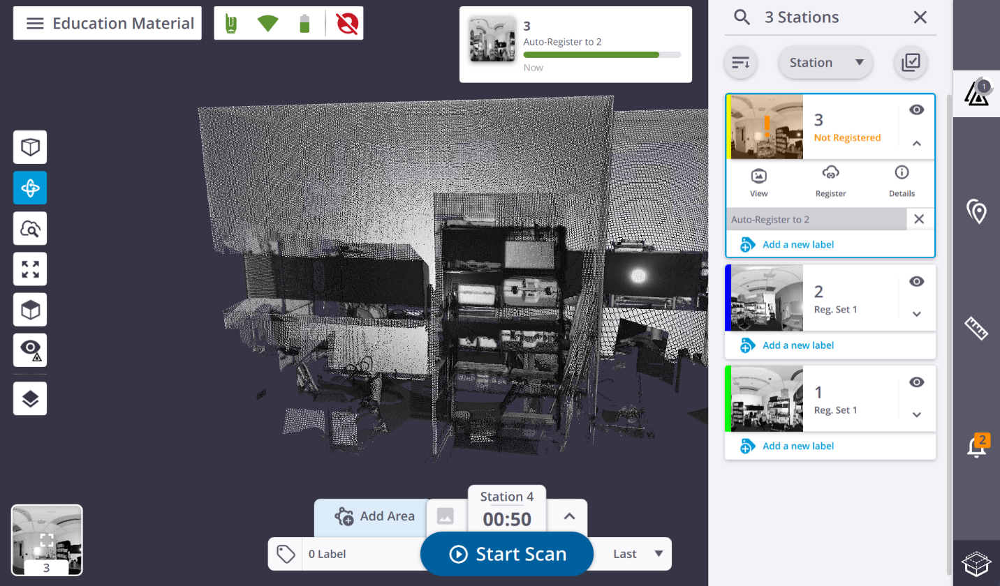 Education Material
3
Auto-Register to 2
Now
3 Stations
Station
1
3
Not Registered
View
Register
Details
Auto-Register to 2
Add a new label
2
Reg. Set 1
Add a new label
1
Reg. Set 1
Add a new label
2
Station 4
Add Area
00:50
0 Label
Start Scan
Last
3